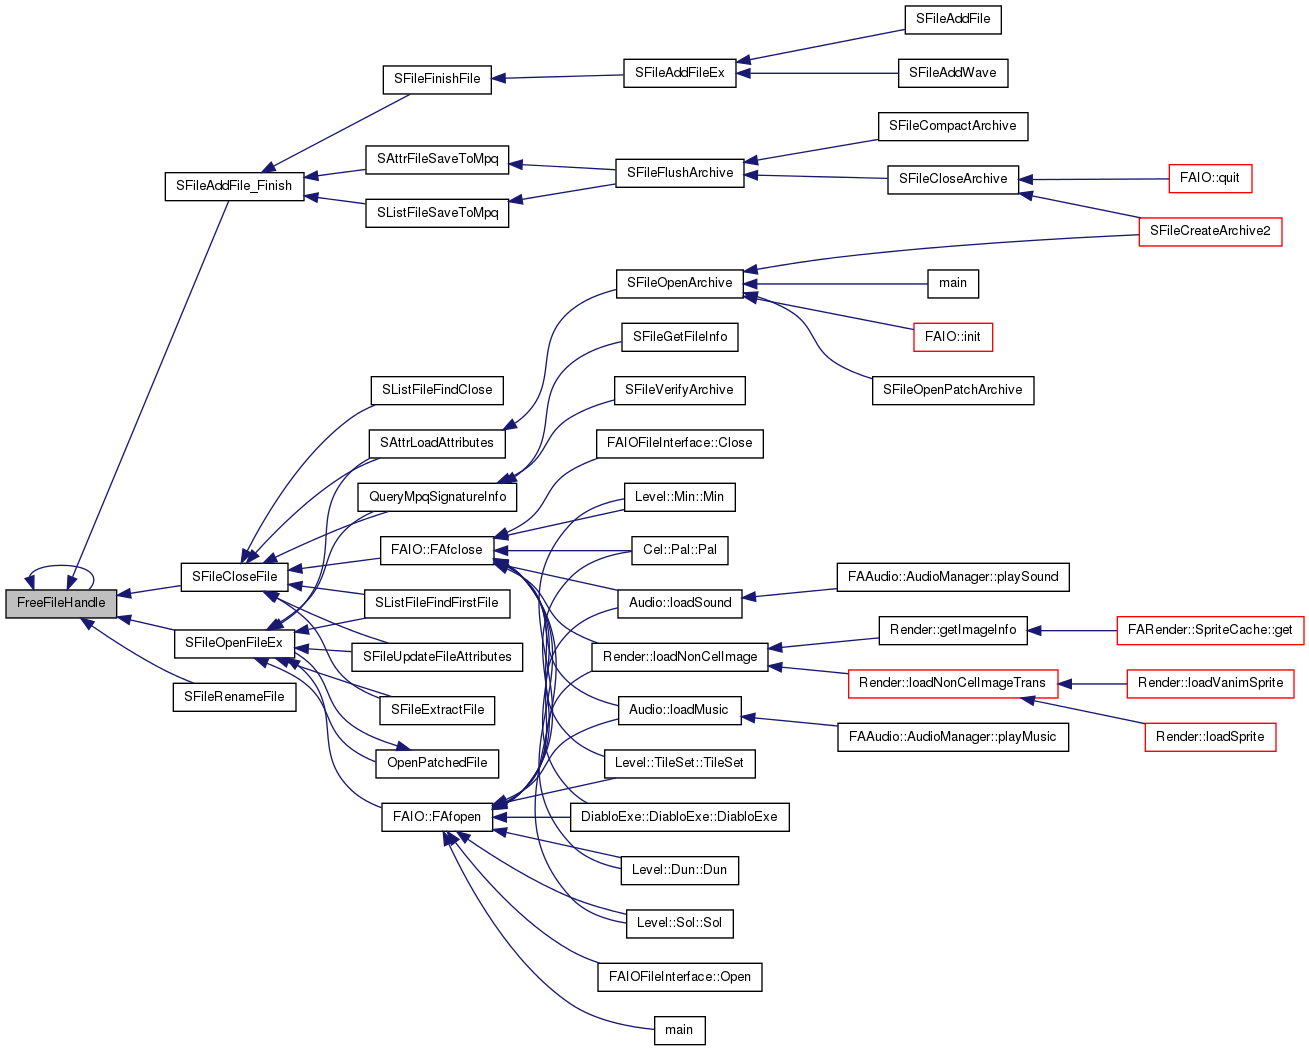 SFileAddFile
SFileFinishFile
SFileAddFileEx
SFileAddWave
SFileCompactArchive
SAttrFileSaveToMpq
SFileFlushArchive
SFileAddFile_Finish
SFileCloseArchive
FAIO::quit
SListFileSaveToMpq
SFileCreateArchive2
SFileOpenArchive
main
SFileGetFileInfo
FAIO::init
SListFileFindClose
SFileVerifyArchive
SFileOpenPatchArchive
SAttrLoadAttributes
FAIOFileInterface::Close
QueryMpqSignatureInfo
Level::Min::Min
FAIO::FAfclose
Cel::Pal::Pal
SFileCloseFile
FAAudio::AudioManager::playSound
FreeFileHandle
SListFileFindFirstFile
Audio::loadSound
Render::getImageInfo
FARender::SpriteCache::get
SFileOpenFileEx
SFileUpdateFileAttributes
Render::loadNonCelImage
Render::loadNonCelImageTrans
Render::loadVanimSprite
SFileRenameFile
SFileExtractFile
Audio::loadMusic
FAAudio::AudioManager::playMusic
Render::loadSprite
OpenPatchedFile
Level::TileSet::TileSet
FAIO::FAfopen
DiabloExe::DiabloExe::DiabloExe
Level::Dun::Dun
Level::Sol::Sol
FAIOFileInterface::Open
main